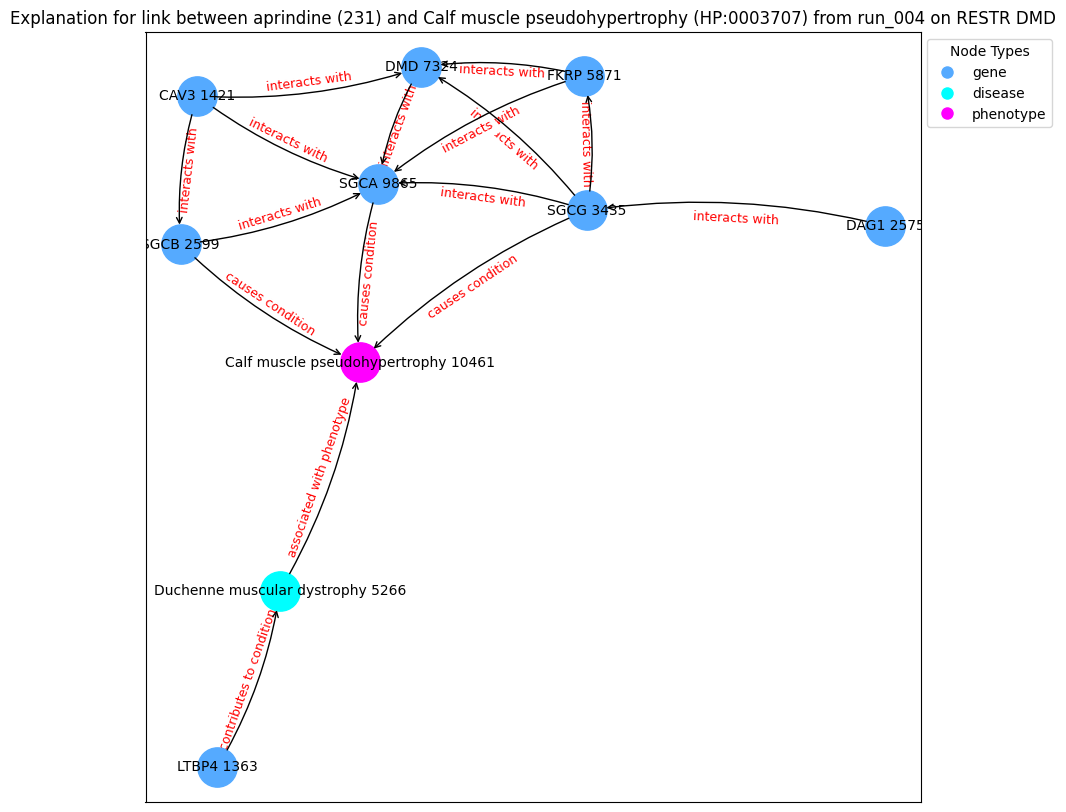 Explanation for link between aprindine (231) and Calf muscle pseudohypertrophy (HP:0003707) from run_004 on RESTR DMD
Node Types
gene
disease
phenotype
DMD 7324
FKRP 5871
CAV3 1421
interacts with
interacts with
interacts with
interacts with
interacts with
interacts with
interacts with
interacts with
SGCA 9865
interacts with
interacts with
SGCG 3455
interacts with
DAG1 2575
SGCB 2599
causes condition
causes condition
causes condition
Calf muscle pseudohypertrophy 10461
associated with phenotype
Duchenne muscular dystrophy 5266
contributes to condition
LTBP4 1363